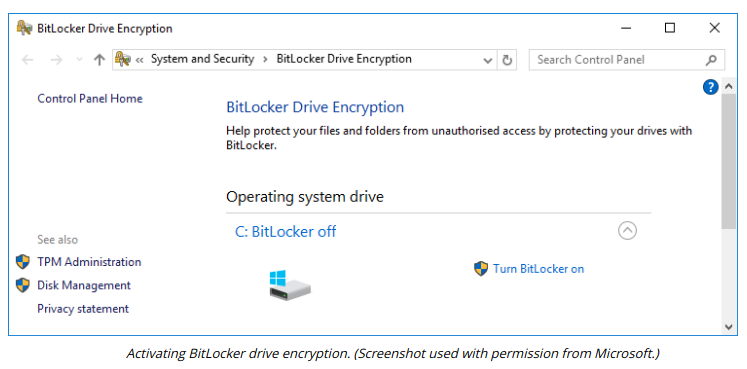 BitLocker Drive Encryption
« System and Security > BitLocker Drive Encryption
Search Control Panel
Control Panel Home
?
BitLocker Drive Encryption
Help protect your files and folders from unauthorised access by protecting your drives with
BitLocker.
Operating system drive
C: BitLocker off
Turn BitLocker on
See also
TPM Administration
Disk Management
Privacy statement
Activating BitLocker drive encryption. (Screenshot used with permission from Microsoft.)